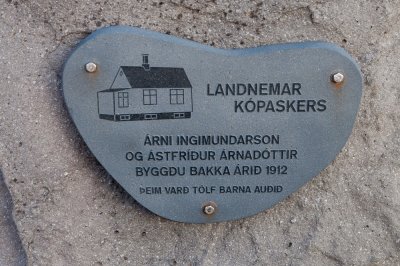 LANDNEMAR
KÓPASKERS
ÁRNI INGIMUNDARSON
OG ÁSTFRÍÐUR ÁRNADÓTTIR
BYGGÐU BAKKA ÁRIÐ 1912
ÞEIM VARÐ TÓLF BARNA AUÐIÐ